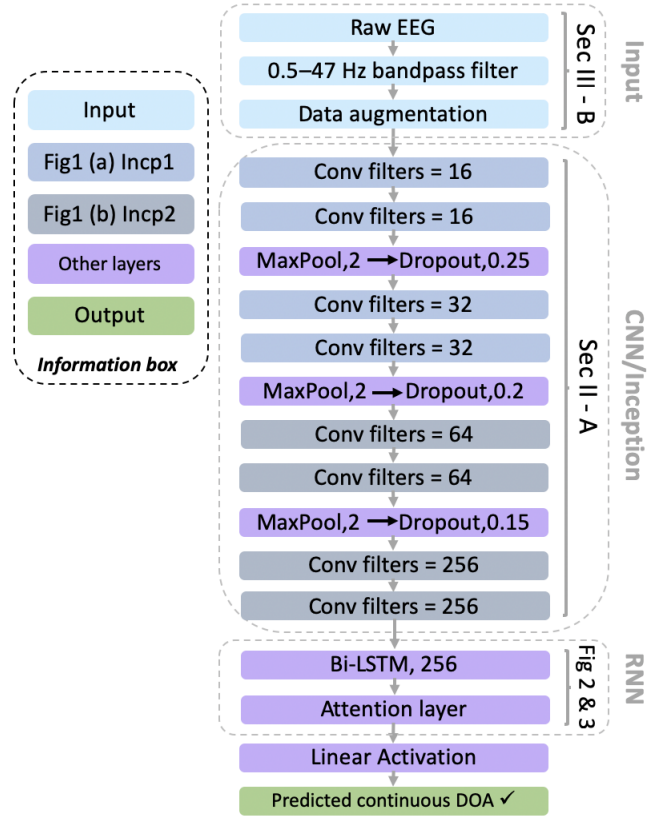 Raw EEG
0.5–47 Hz bandpass filter
Data augmentation
Sec III - B
Input
Input
Fig1 (a) Incp1
Fig1 (b) Incp2
Other layers
Output
Information box
Conv filters = 16
Conv filters = 16
MaxPool,2 → Dropout,0.25
Conv filters = 32
Conv filters = 32
MaxPool,2 → Dropout,0.2
Conv filters = 64
Conv filters = 64
MaxPool,2 → Dropout,0.15
Conv filters = 256
Conv filters = 256
Sec II - A
CNN/Inception
Bi-LSTM, 256
Attention layer
Fig 2 & 3
RNN
Linear Activation
Predicted continuous DOA ✓